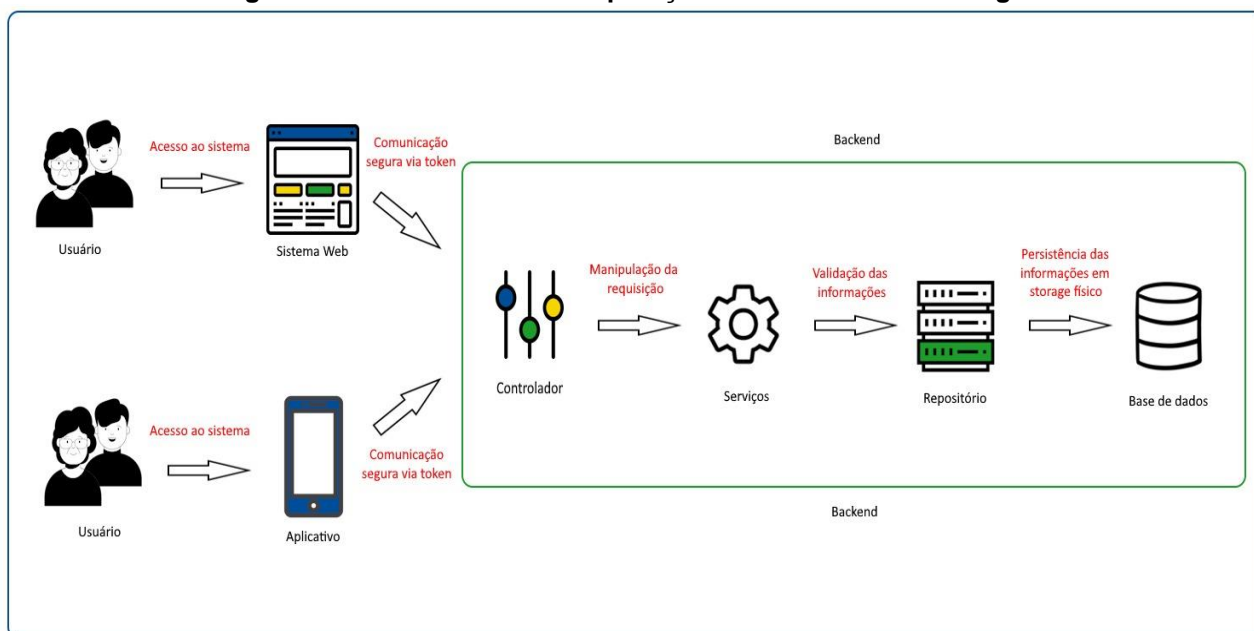 Backend
Acesso ao sistema
Comunicação
segura via token
Usuário
Sistema Web
Manipulação da
requisição
Validação das
informações
Persistência das
informações em
storage físico
Controlador
Serviços
Repositório
Base de dados
Acesso ao sistema
Comunicação
segura via token
Usuário
Aplicativo
Backend